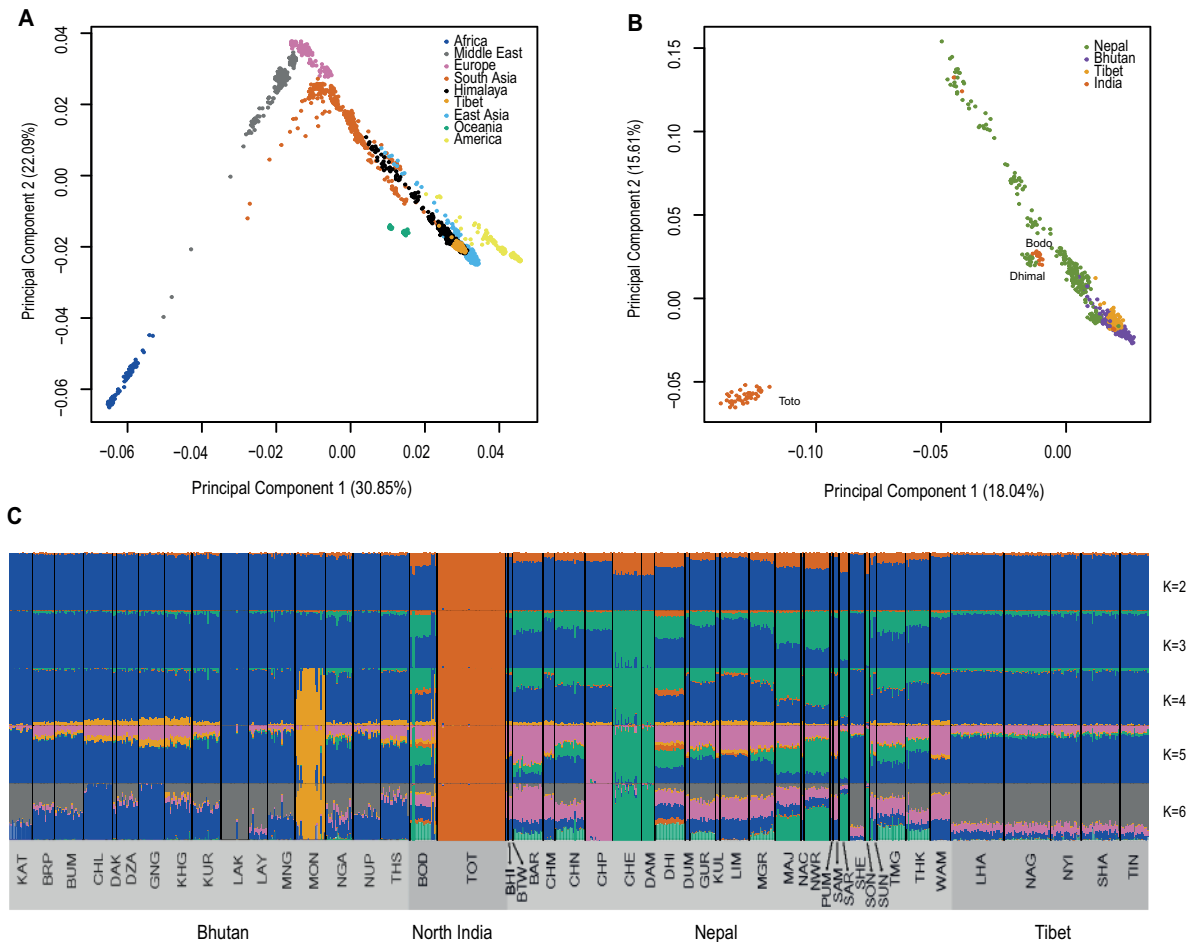 A
0.04
0.02
0.00
−0.02
−0.04
−0.06
Principal Component 2 (22.09%)
Africa
Middle East
Europe
South Asia
Himalaya
Tibet
East Asia
Oceania
America
−0.06
−0.04
−0.02
0.00
0.02
0.04
Principal Component 1 (30.85%)
B
0.15
0.10
0.05
0.00
−0.05
Principal Component 2 (15.61%)
Nepal
Bhutan
Tibet
India
Bodo
Dhimal
Toto
−0.10
−0.05
0.00
Principal Component 1 (18.04%)
C
K=2
K=3
K=4
K=5
K=6
KAT
BRP
BUM
CHL
DAK
DZA
GNG
KHG
KUR
LAK
LAY
MNG
MON
NGA
NUP
THS
BOD
TOT
BHI
BTW
BAR
CHM
CHN
CHP
CHE
DAM
DHI
DUM
GUR
KUL
LIM
MGR
MAJ
NAC
NWR
PUM
SAM
SAR
SHE
SON
SUN
TMG
THK
WAM
LHA
NAG
NYI
SHA
TIN
Bhutan
North India
Nepal
Tibet